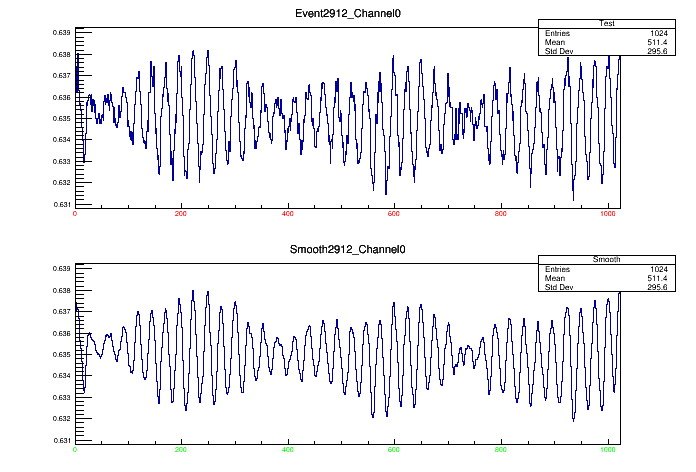 Event2912_Channel0
Test
Entries 1024
Mean 511.4
Std Dev 295.6
0.639
0.638
0.637
0.636
0.635
0.634
0.633
0.632
0.631
0 200 400 600 800 1000
Smooth2912_Channel0
Smooth
Entries 1024
Mean 511.4
Std Dev 295.6
0.639
0.638
0.637
0.636
0.635
0.634
0.633
0.632
0.631
0 200 400 600 800 1000